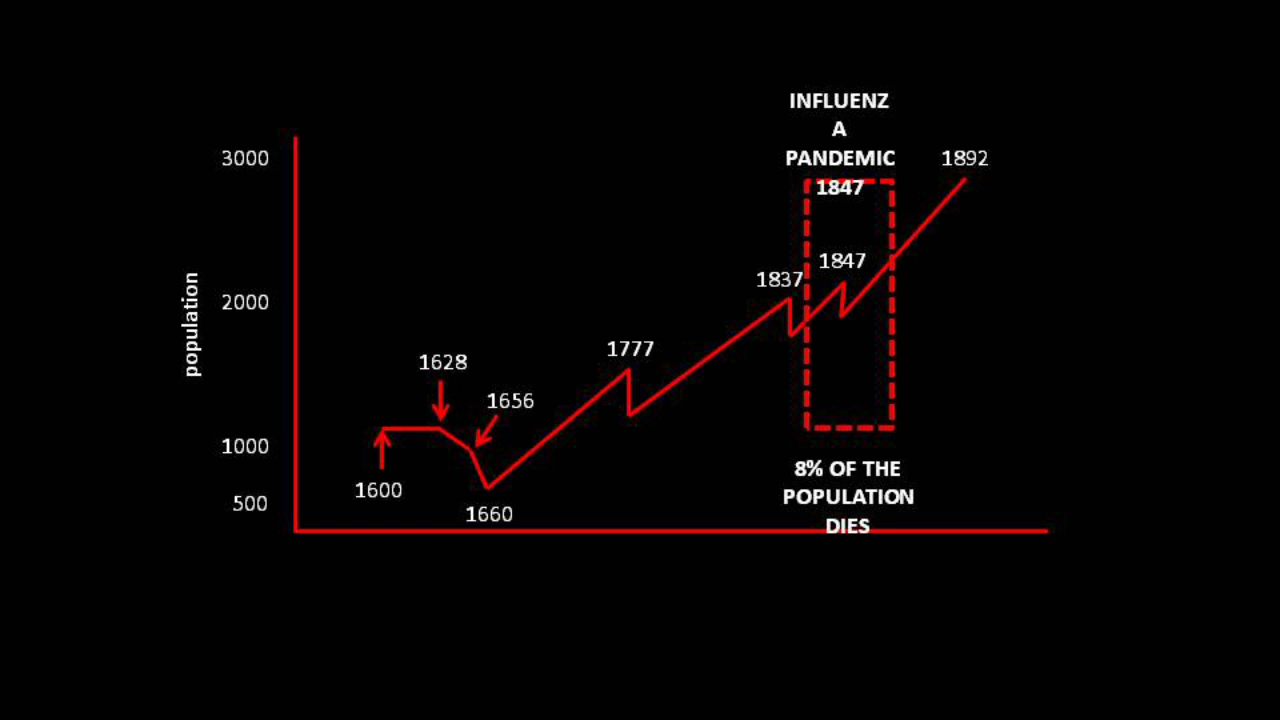 INFLUENZ
A
PANDEMIC
1847
3000
1892
1847
1837
2000
population
1777
1628
1656
1000
1600
500
1660
8% OF THE
POPULATION
DIES